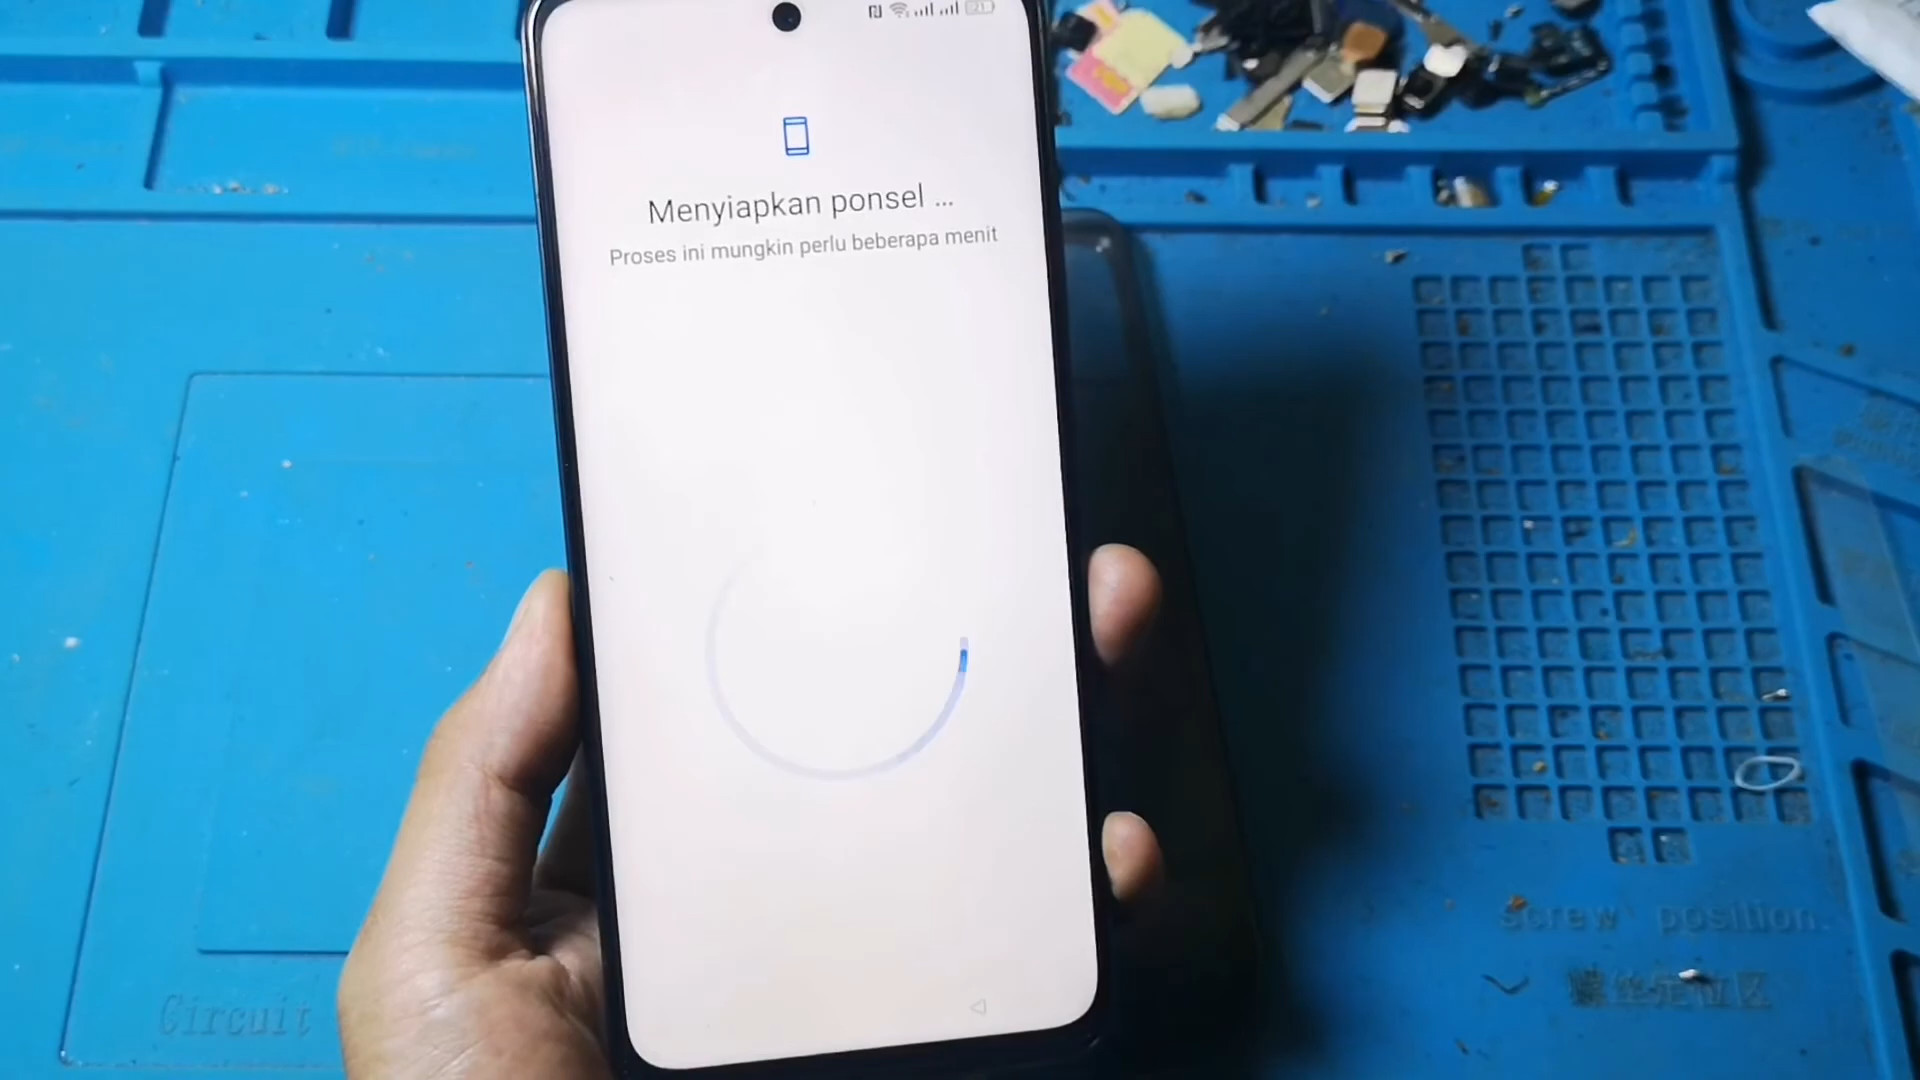 Menyiapkan ponsel ...
Proses ini mungkin perlu beberapa menit
screw position.
Circuit